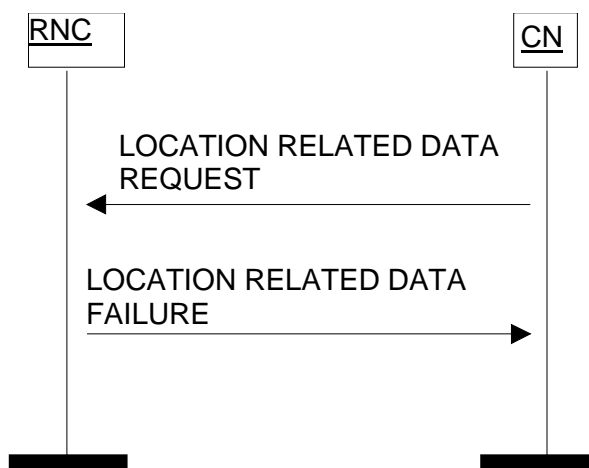 RNC
CN
LOCATION RELATED DATA
REQUEST
LOCATION RELATED DATA
FAILURE